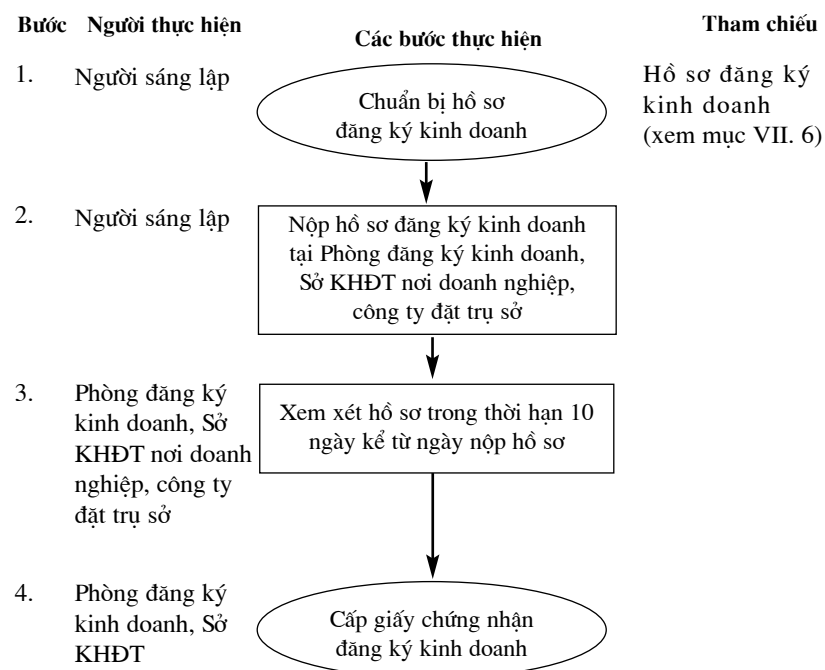 Bước Người thực hiện Các bước thực hiện Tham chiếu
1. Người sáng lập
Chuẩn bị hồ sơ
đăng ký kinh doanh
Hồ sơ đăng ký
kinh doanh
(xem mục VII. 6)
2. Người sáng lập
Nộp hồ sơ đăng ký kinh doanh
tại Phòng đăng ký kinh doanh,
Sở KHĐT nơi doanh nghiệp,
công ty đặt trụ sở
3. Phòng đăng ký
kinh doanh, Sở
KHĐT nơi doanh
nghiệp, công ty
đặt trụ sở
Xem xét hồ sơ trong thời hạn 10
ngày kể từ ngày nộp hồ sơ
4. Phòng đăng ký
kinh doanh, Sở
KHĐT
Cấp giấy chứng nhận
đăng ký kinh doanh